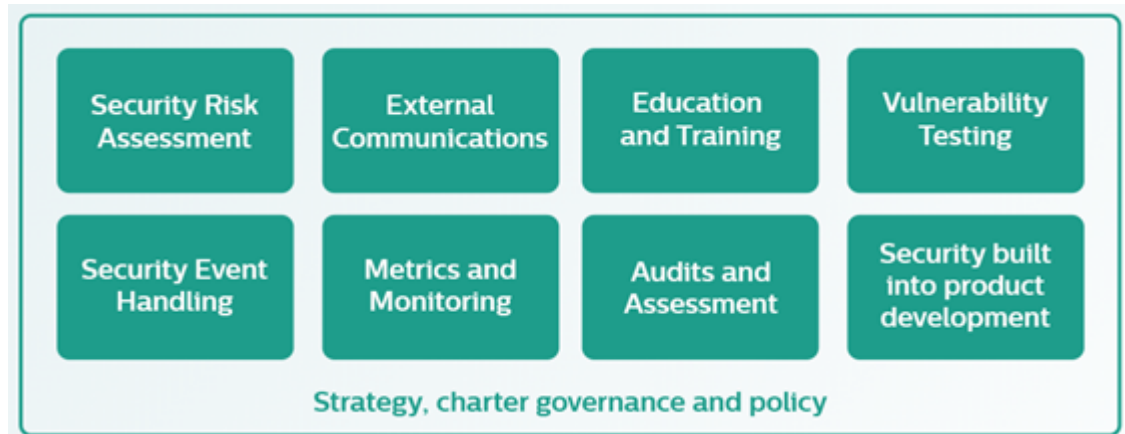 Security Risk
Assessment
External
Communications
Education
and Training
Vulnerability
Testing
Security Event
Handling
Metrics and
Monitoring
Audits and
Assessment
Security built
into product
development
Strategy, charter governance and policy